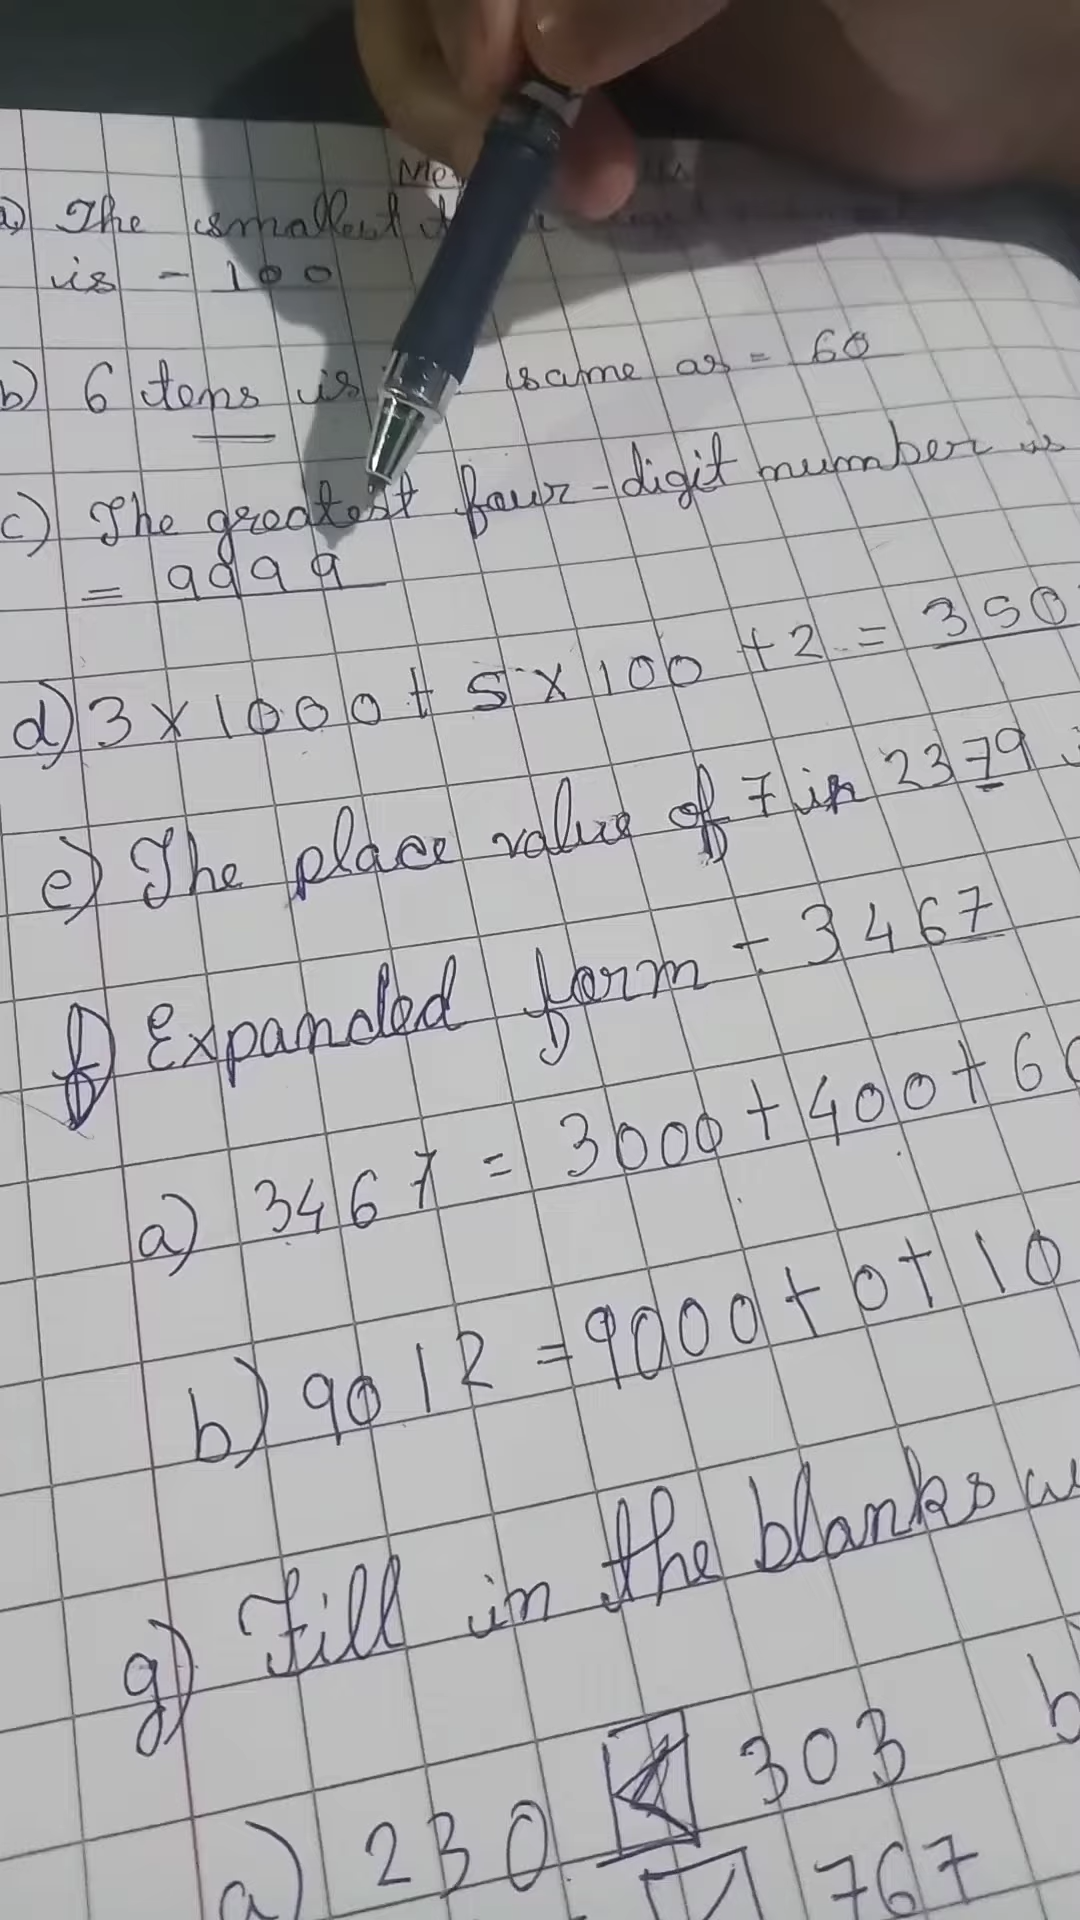 a) The smallest
is - 100
b) 6 tens is same as = 60
c) The greatest four-digit number is
= 9999
d) 3 x 1000 + 5 x 100 + 2 = 350
e) The place value of 7 in 2379
f) Expanded form - 3467
a) 3467 = 3000 + 400 + 6
b) 9012 = 9000 + 0 + 10
g) Fill in the blanks
a) 230 < 303 b
767